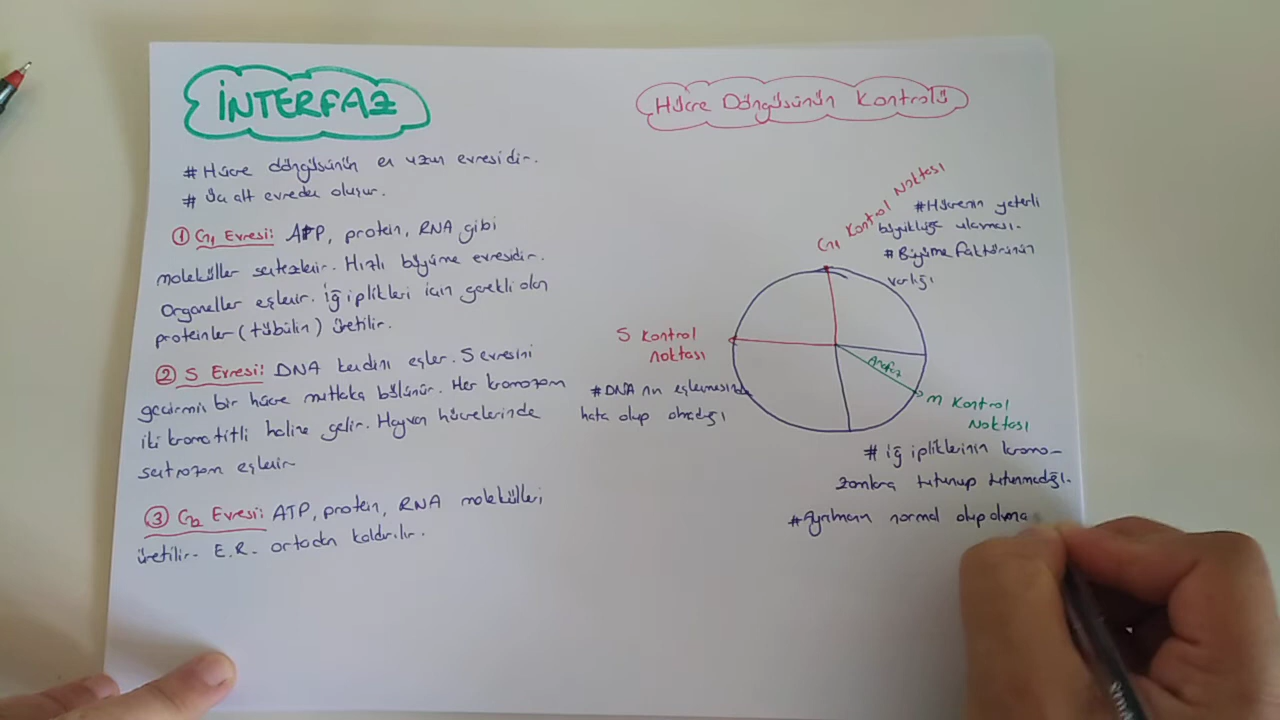 İNTERFAZ
# Hücre döngüsünün en uzun evresidir.
# Üç alt evreden oluşur.
① G1 Evresi: ATP, protein, RNA gibi
moleküller sentezlenir. Hızlı büyüme evresidir.
Organeller eşlenir. İğ iplikleri için gerekli olan
proteinler (tübülin) üretilir.
② S Evresi: DNA kendini eşler. S evresini
geçirmiş bir hücre mutlaka bölünür. Her kromozom
iki kromatitli haline gelir. Hayvan hücrelerinde
sentrozom eşlenir.
③ G2 Evresi: ATP, protein, RNA molekülleri
üretilir. E.R. ortadan kaldırılır.
Hücre Döngüsünün Kontrolü
G1 Kontrol Noktası
# Hücrenin yeterli
büyüklüğe ulaması.
# Büyüme faktörünün
varlığı
S Kontrol
noktası
# DNA nın eşlenmesinde
hata olup olmadığı
Anafaz
M Kontrol
Noktası
# iğ ipliklerinin kromo-
zomlara tutunup tutunmadığı.
# Ayrılmanın normal olup olma